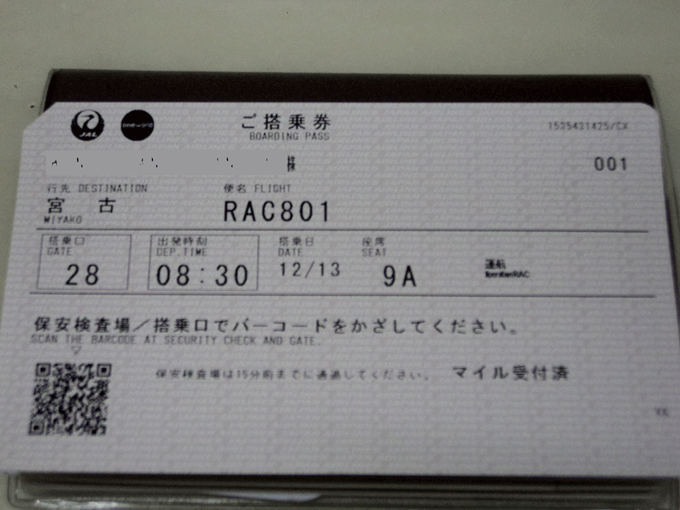 JAL
ご搭乗券
BOARDING PASS
様
001
行先 DESTINATION
便名 FLIGHT
宮 古
MIYAKO
RAC801
搭乗口
GATE
28
出発時刻
DEP.TIME
08:30
搭乗日
DATE
12/13
座席
SEAT
9A
運航
保安検査場/搭乗口でバーコードをかざしてください。
SCAN THE BARCODE AT SECURITY CHECK AND GATE.
保安検査場は15分前までに通過してください。
マイル受付済